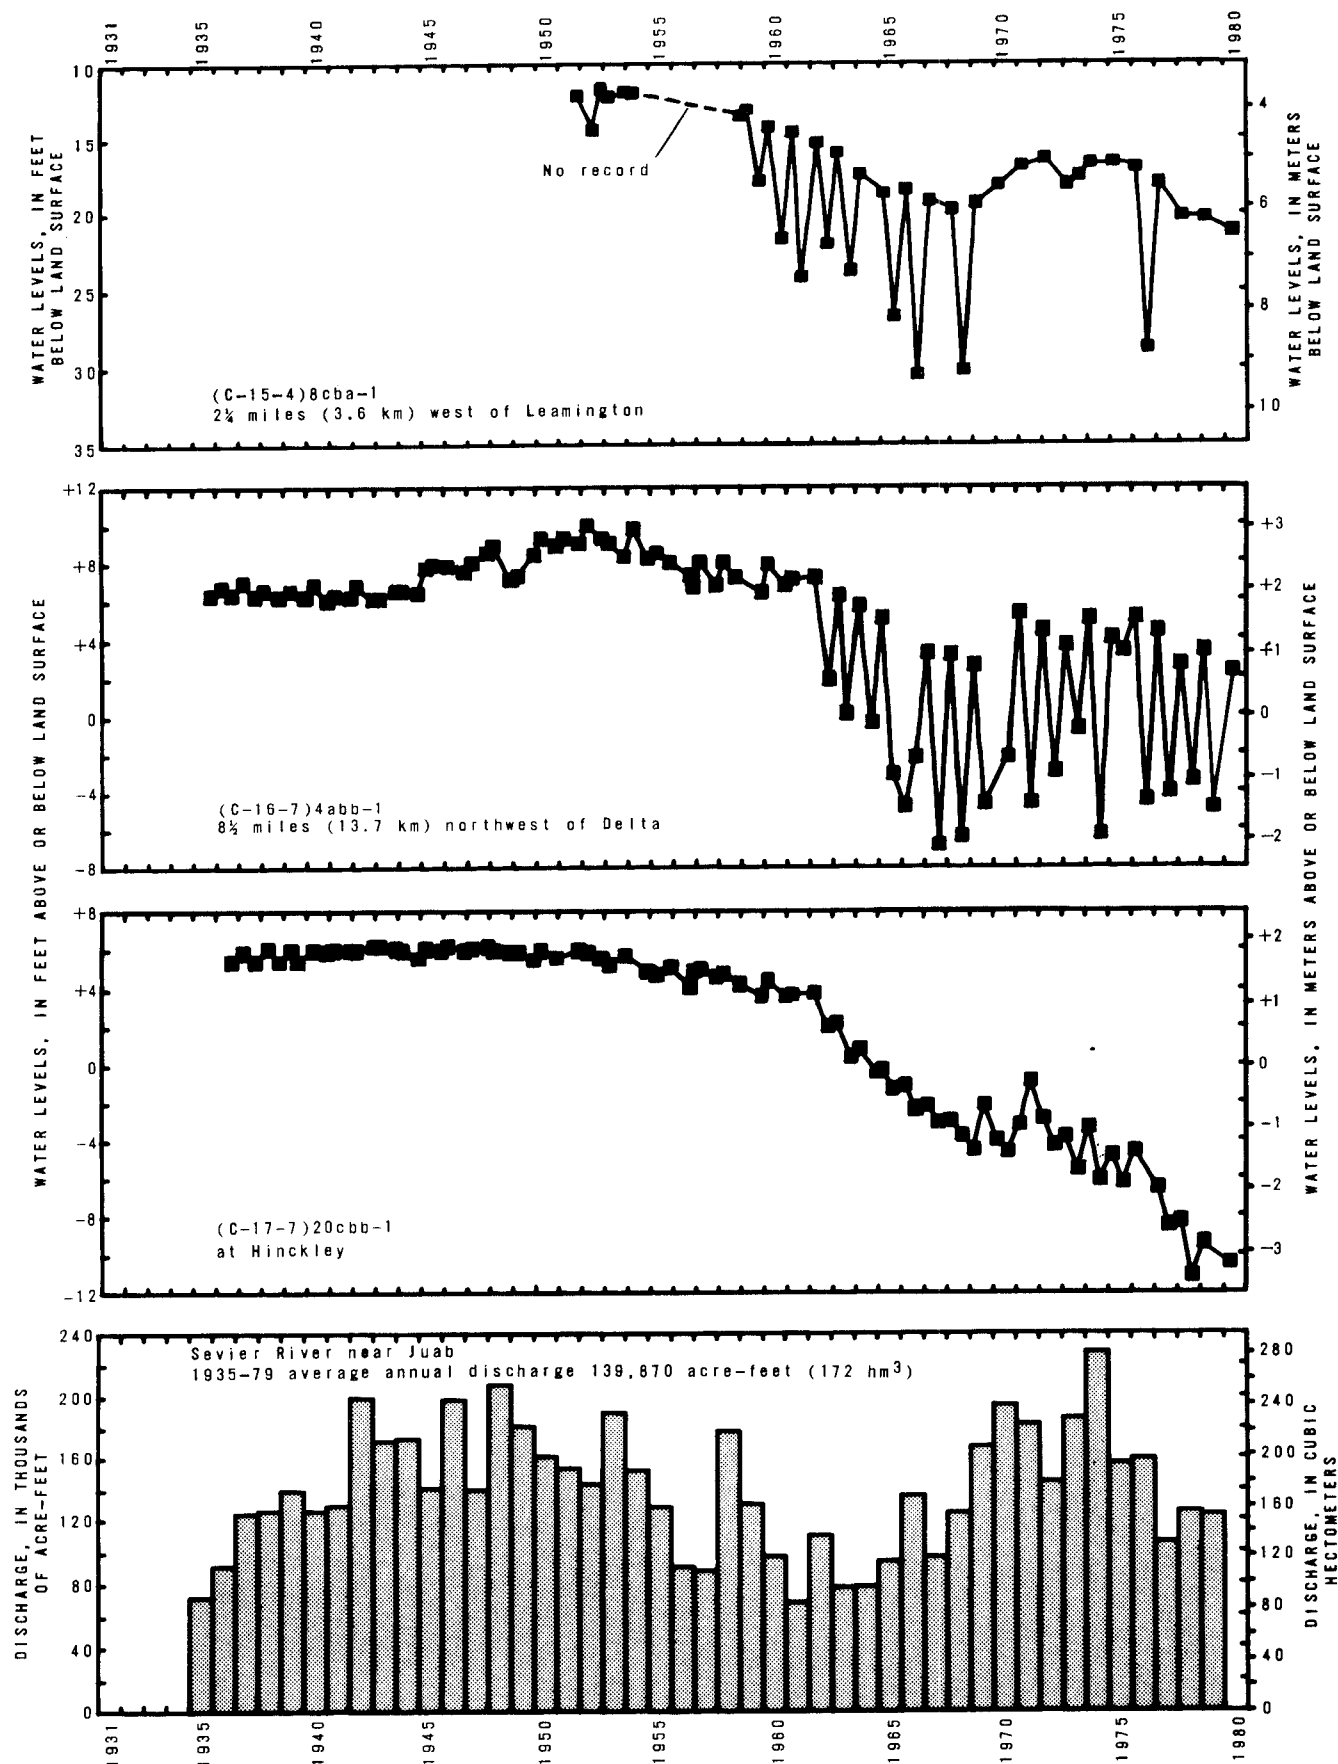 1931 1935 1940 1945 1950 1955 1960 1965 1970 1975 1980
WATER LEVELS, IN FEET
BELOW LAND SURFACE
10
15
20
25
30
35
No record
(C-15-4)8cba-1
2¼ miles (3.6 km) west of Leamington
4
6
8
10
WATER LEVELS, IN METERS
BELOW LAND SURFACE
WATER LEVELS, IN FEET ABOVE OR BELOW LAND SURFACE
+12
+8
+4
0
-4
-8
(C-16-7)4abb-1
8½ miles (13.7 km) northwest of Delta
+3
+2
+1
0
-1
-2
WATER LEVELS, IN METERS ABOVE OR BELOW LAND SURFACE
+8
+4
0
-4
-8
-12
(C-17-7)20cbb-1
at Hinckley
+2
+1
0
-1
-2
-3
DISCHARGE, IN THOUSANDS
OF ACRE-FEET
240
200
160
120
80
40
0
Sevier River near Juab
1935-79 average annual discharge 139,870 acre-feet (172 hm³)
280
240
200
160
120
80
40
0
DISCHARGE, IN CUBIC
HECTOMETERS
1931 1935 1940 1945 1950 1955 1960 1965 1970 1975 1980